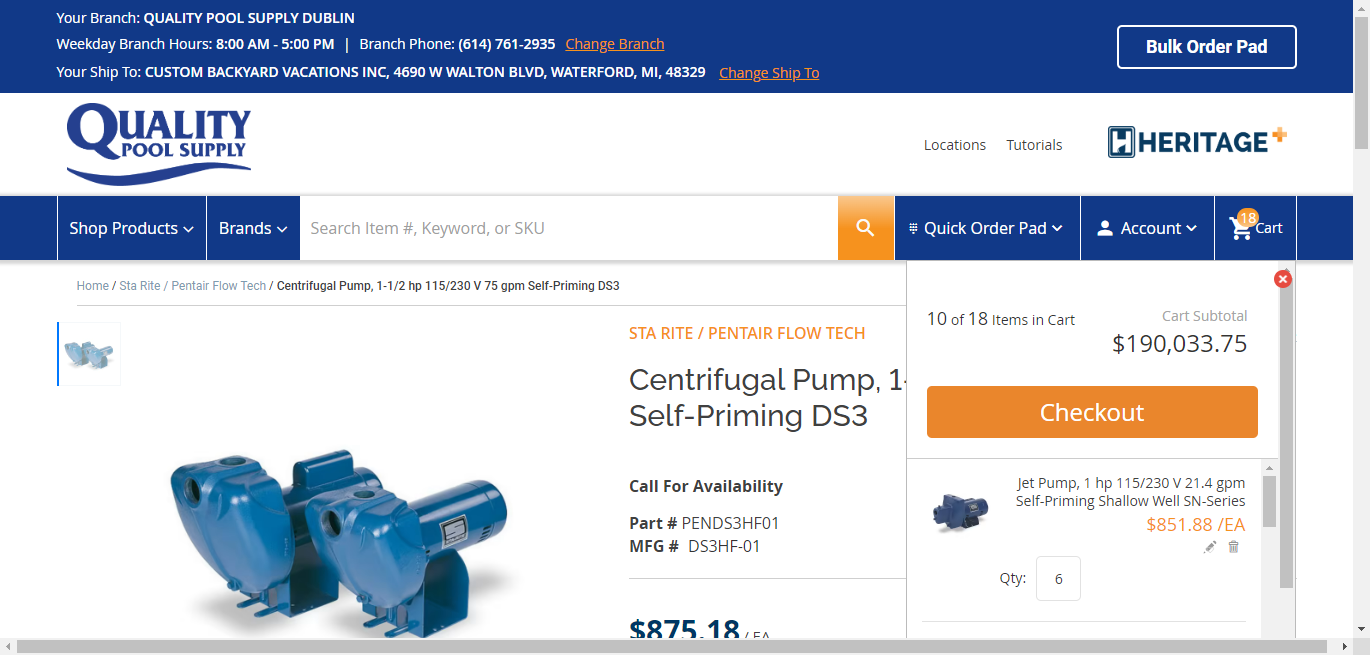 Your Branch: QUALITY POOL SUPPLY DUBLIN
Weekday Branch Hours: 8:00 AM - 5:00 PM | Branch Phone: (614) 761-2935 Change Branch
Your Ship To: CUSTOM BACKYARD VACATIONS INC, 4690 W WALTON BLVD, WATERFORD, MI, 48329 Change Ship To
Bulk Order Pad
QUALITY
POOL SUPPLY
Locations Tutorials
HERITAGE+
Shop Products Brands Search Item #, Keyword, or SKU Quick Order Pad Account 18 Cart
Home / Sta Rite / Pentair Flow Tech / Centrifugal Pump, 1-1/2 hp 115/230 V 75 gpm Self-Priming DS3
STA RITE / PENTAIR FLOW TECH
Centrifugal Pump, 1-
Self-Priming DS3
Call For Availability
Part # PENDS3HF01
MFG # DS3HF-01
$875.18 / EA
10 of 18 Items in Cart
Cart Subtotal
$190,033.75
Checkout
Jet Pump, 1 hp 115/230 V 21.4 gpm
Self-Priming Shallow Well SN-Series
$851.88 /EA
Qty: 6